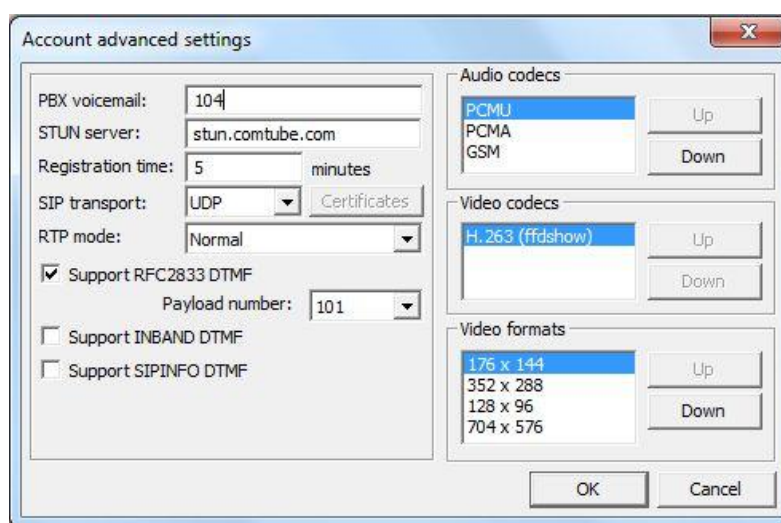 Account advanced settings
PBX voicemail: 104
STUN server: stun.comtube.com
Registration time: 5 minutes
SIP transport: UDP Certificates
RTP mode: Normal
Support RFC2833 DTMF
Payload number: 101
Support INBAND DTMF
Support SIPINFO DTMF
Audio codecs
PCMU
PCMA
GSM
Up
Down
Video codecs
H.263 (ffdshow)
Up
Down
Video formats
176 x 144
352 x 288
128 x 96
704 x 576
Up
Down
OK Cancel